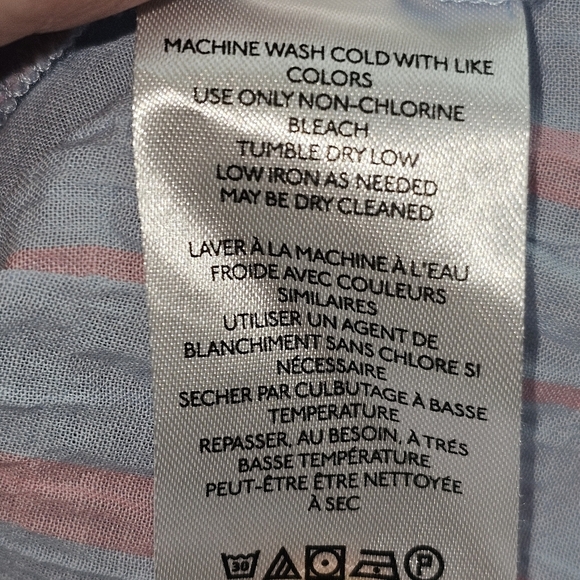 MACHINE WASH COLD WITH LIKE
COLORS
USE ONLY NON-CHLORINE
BLEACH
TUMBLE DRY LOW
LOW IRON AS NEEDED
MAY BE DRY CLEANED
LAVER À LA MACHINE À L'EAU
FROIDE AVEC COULEURS
SIMILAIRES
UTILISER UN AGENT DE
BLANCHIMENT SANS CHLORE SI
NÉCESSAIRE
SECHER PAR CULBUTAGE À BASSE
TEMPERATURE
REPASSER, AU BESOIN, À TRÉS
BASSE TEMPÉRATURE
PEUT-ÊTRE ÊTRE NETTOYÉE
À SEC
30 P